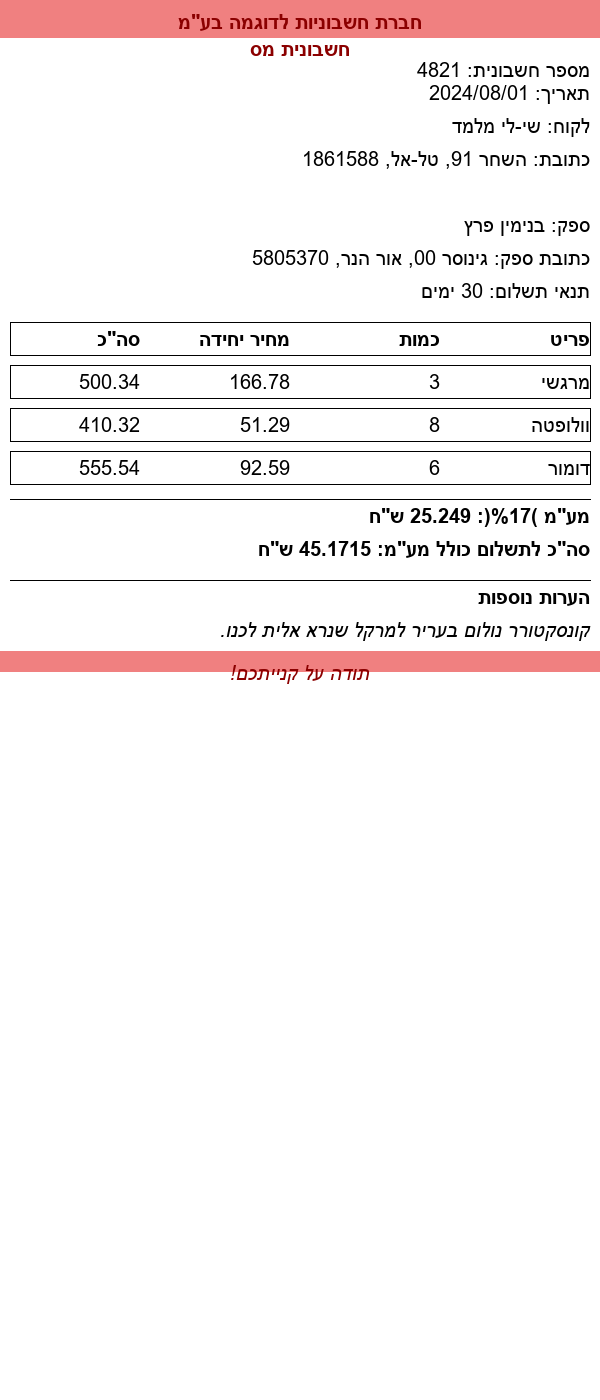 חברת חשבוניות לדוגמה בע"מ
חשבונית מס
מספר חשבונית: 4821
תאריך: 2024/08/01
לקוח: שי-לי מלמד
כתובת: השחר 91, טל-אל, 1861588
ספק: בנימין פרץ
כתובת ספק: גינוסר 00, אור הנר, 5805370
תנאי תשלום: 30 ימים
פריט כמות מחיר יחידה סה"כ
מרגשי 3 166.78 500.34
וולופטה 8 51.29 410.32
דומור 6 92.59 555.54
מע"מ )17%(: 25.249 ש"ח
סה"כ לתשלום כולל מע"מ: 45.1715 ש"ח
הערות נוספות
קונסקטורר נולום בעריר למרקל שנרא אלית לכנו.
תודה על קנייתכם!